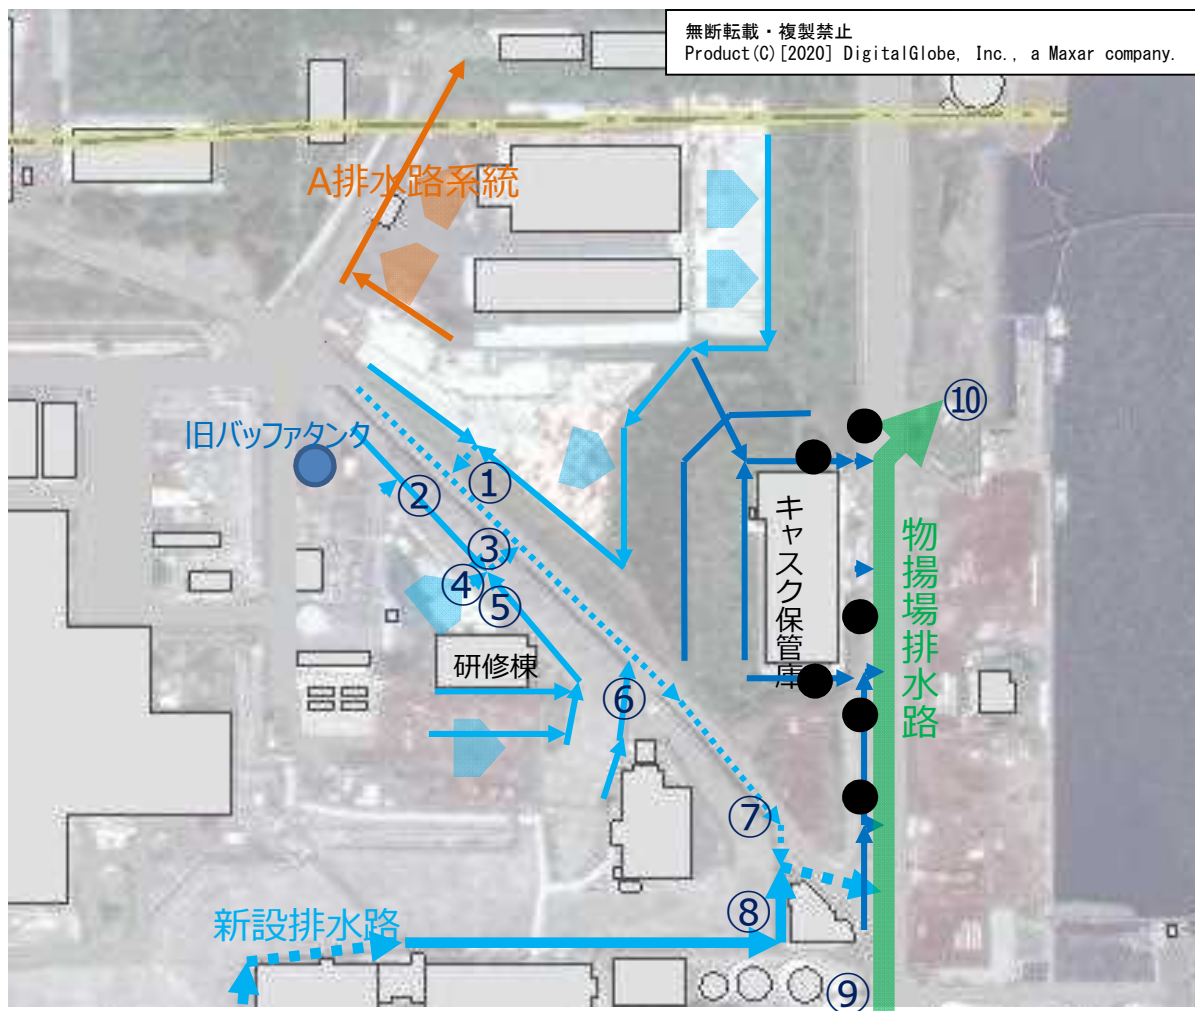 無断転載・複製禁止
Product(C)[2020] DigitalGlobe, Inc., a Maxar company.
A排水路系統
旧バッファタンク
①
②
③
④
⑤
⑥
⑦
⑧
⑨
⑩
キャスク保管庫
物揚場排水路
研修棟
新設排水路